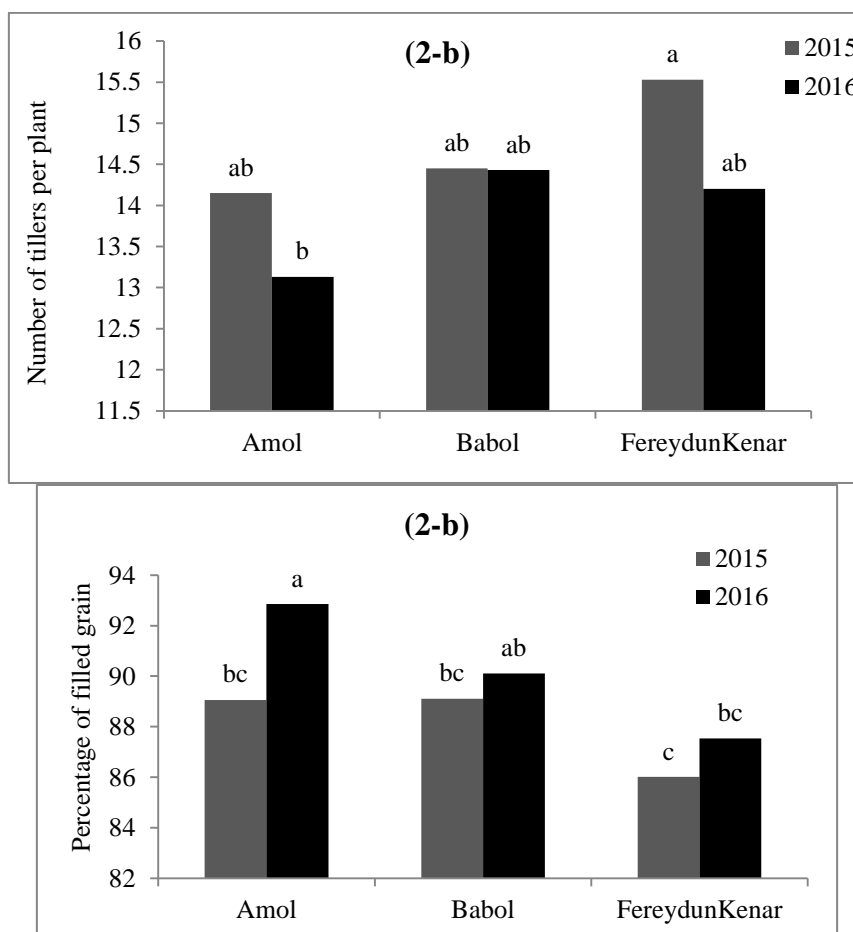 (2-b)
2015
2016
Number of tillers per plant
16
15.5
15
14.5
14
13.5
13
12.5
12
11.5
ab
b
ab
ab
a
ab
Amol
Babol
FereydunKenar
(2-b)
2015
2016
Percentage of filled grain
94
92
90
88
86
84
82
bc
a
bc
ab
c
bc
Amol
Babol
FereydunKenar